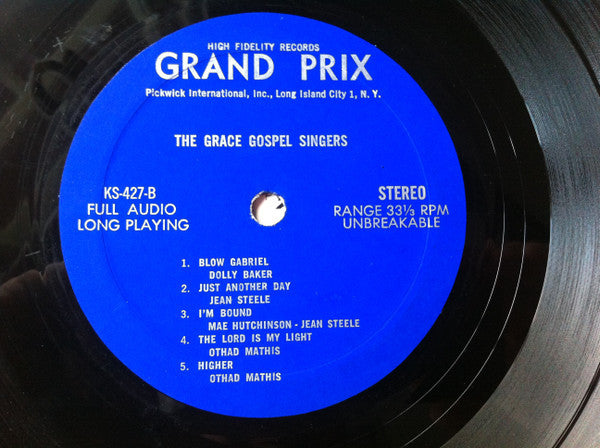 HIGH FIDELITY RECORDS
GRAND PRIX
Pickwick International, Inc., Long Island City 1, N. Y.
THE GRACE GOSPEL SINGERS
KS-427-B
FULL AUDIO
LONG PLAYING
STEREO
RANGE 33⅓ RPM
UNBREAKABLE
1. BLOW GABRIEL
DOLLY BAKER
2. JUST ANOTHER DAY
JEAN STEELE
3. I'M BOUND
MAE HUTCHINSON - JEAN STEELE
4. THE LORD IS MY LIGHT
OTHAD MATHIS
5. HIGHER
OTHAD MATHIS